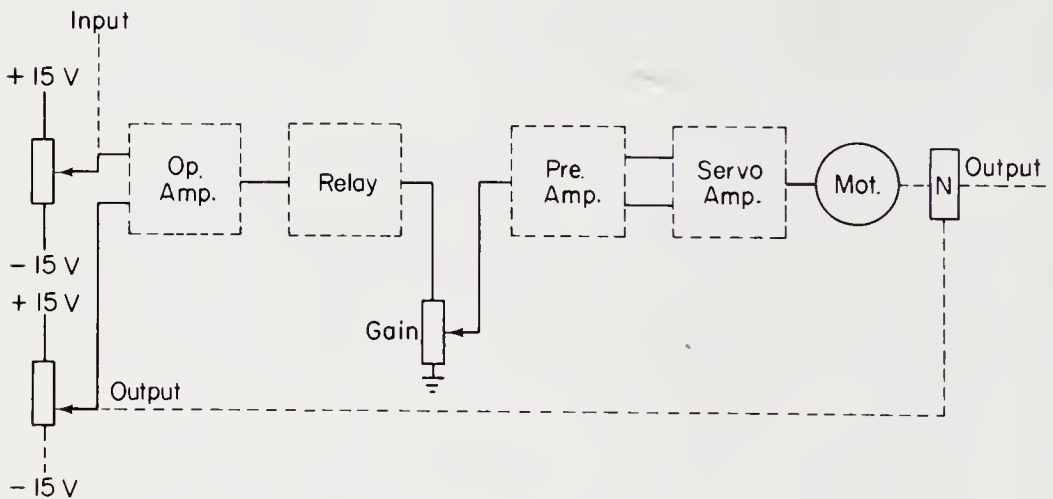 Input
+ 15 V
Op.
Amp.
Relay
Pre.
Amp.
Servo
Amp.
Mot.
N
Output
− 15 V
+ 15 V
Gain
Output
− 15 V